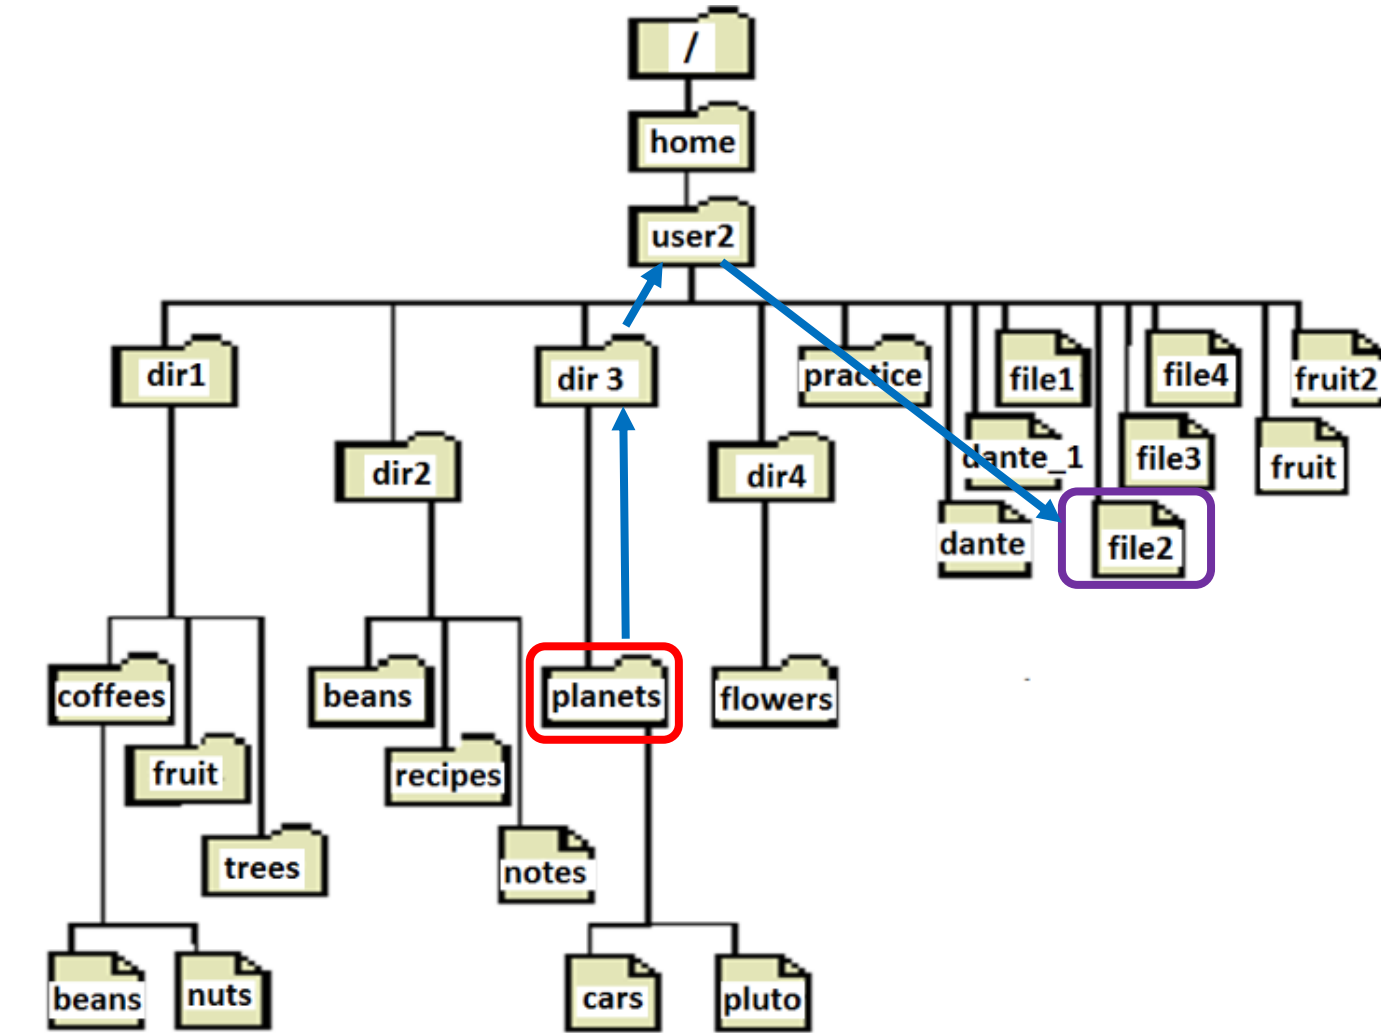 /
home
user2
dir1
dir 3
practice
file1
file4
fruit2
dir2
dir4
dante_1
file3
fruit
dante
file2
coffees
beans
planets
flowers
fruit
recipes
trees
notes
beans
nuts
cars
pluto